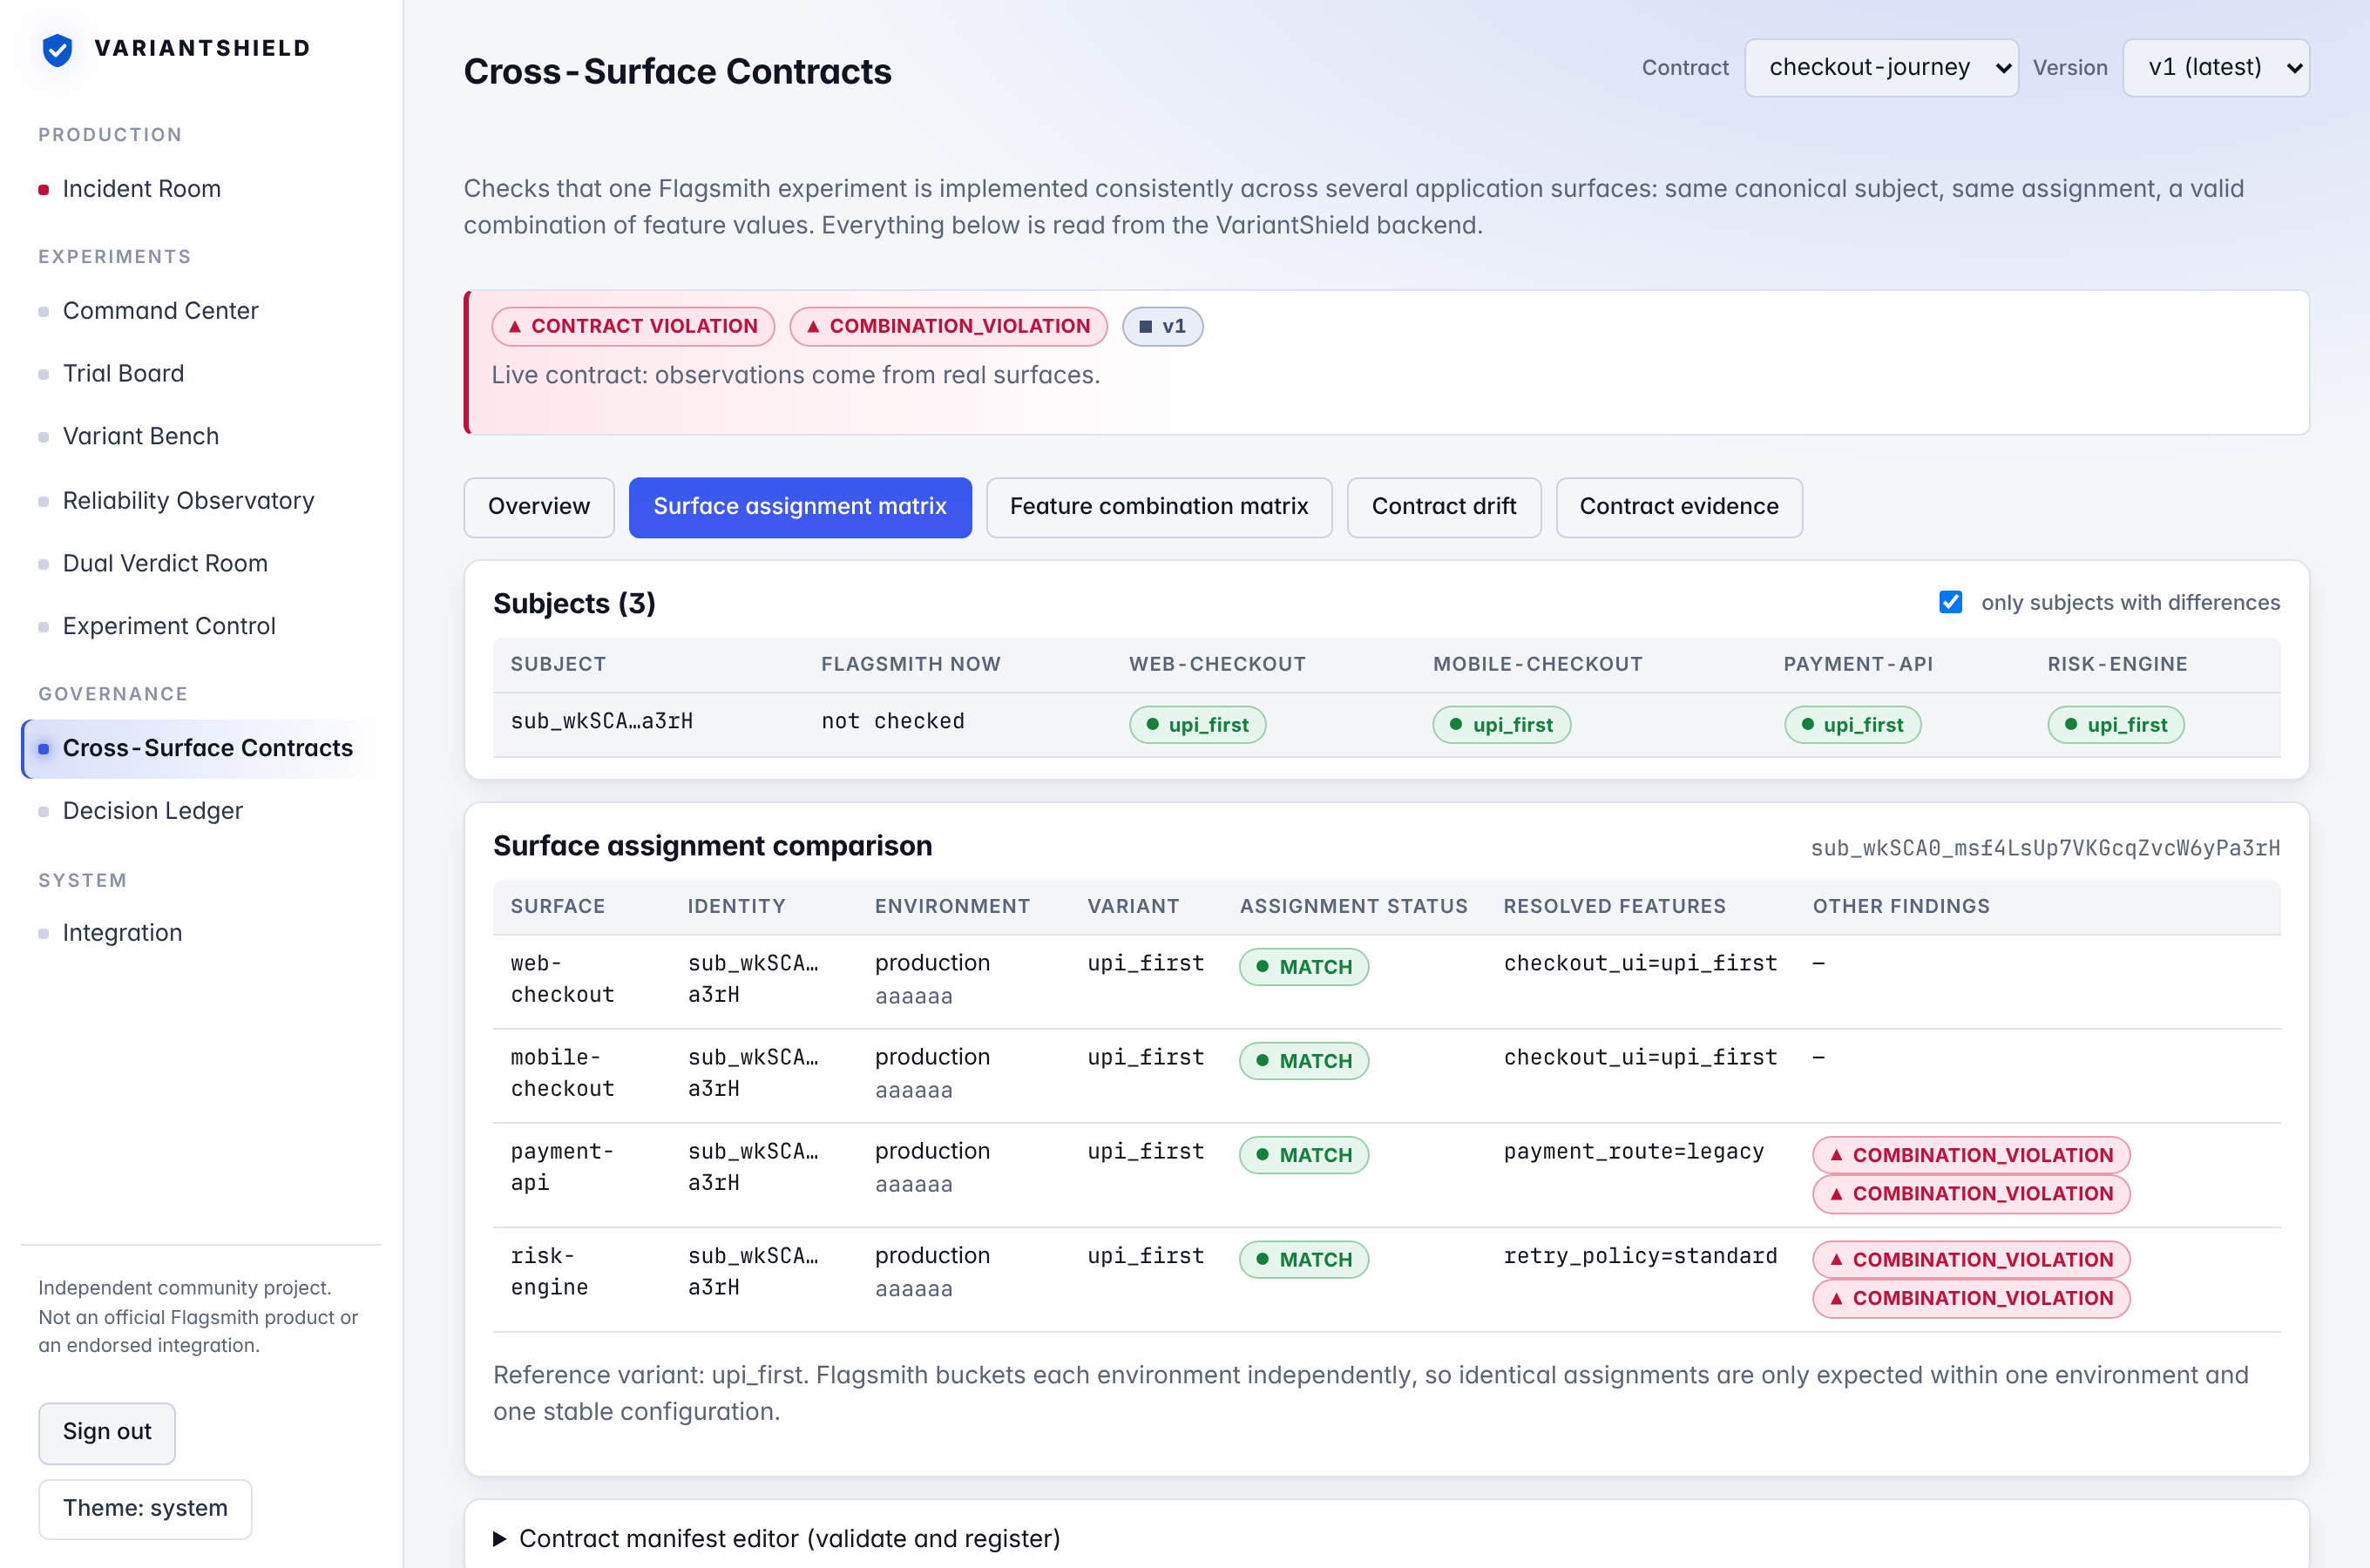 VARIANTSHIELD
PRODUCTION
Incident Room
EXPERIMENTS
Command Center
Trial Board
Variant Bench
Reliability Observatory
Dual Verdict Room
Experiment Control
GOVERNANCE
Cross-Surface Contracts
Decision Ledger
SYSTEM
Integration
Independent community project.
Not an official Flagsmith product or
an endorsed integration.
Sign out
Theme: system
Cross-Surface Contracts
Contract checkout-journey Version v1 (latest)
Checks that one Flagsmith experiment is implemented consistently across several application surfaces: same canonical subject, same assignment, a valid
combination of feature values. Everything below is read from the VariantShield backend.
▲ CONTRACT VIOLATION ▲ COMBINATION_VIOLATION ■ v1
Live contract: observations come from real surfaces.
Overview Surface assignment matrix Feature combination matrix Contract drift Contract evidence
Subjects (3) only subjects with differences
SUBJECT FLAGSMITH NOW WEB-CHECKOUT MOBILE-CHECKOUT PAYMENT-API RISK-ENGINE
sub_wkSCA…a3rH not checked upi_first upi_first upi_first upi_first
Surface assignment comparison sub_wkSCA0_msf4LsUp7VKGcqZvcW6yPa3rH
SURFACE IDENTITY ENVIRONMENT VARIANT ASSIGNMENT STATUS RESOLVED FEATURES OTHER FINDINGS
web- sub_wkSCA… production upi_first MATCH checkout_ui=upi_first —
checkout a3rH aaaaaa
mobile- sub_wkSCA… production upi_first MATCH checkout_ui=upi_first —
checkout a3rH aaaaaa
payment- sub_wkSCA… production upi_first MATCH payment_route=legacy ▲ COMBINATION_VIOLATION
api a3rH aaaaaa ▲ COMBINATION_VIOLATION
risk- sub_wkSCA… production upi_first MATCH retry_policy=standard ▲ COMBINATION_VIOLATION
engine a3rH aaaaaa ▲ COMBINATION_VIOLATION
Reference variant: upi_first. Flagsmith buckets each environment independently, so identical assignments are only expected within one environment and
one stable configuration.
▶ Contract manifest editor (validate and register)